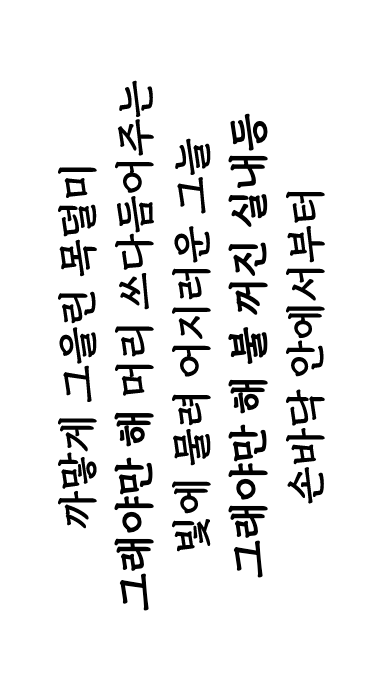 까맣게 그을린 목덜미
그래야만 해 머리 쓰다듬어주는
빛에 물려 어지러운 그늘
그래야만 해 불 꺼진 실내등
손바닥 안에서부터